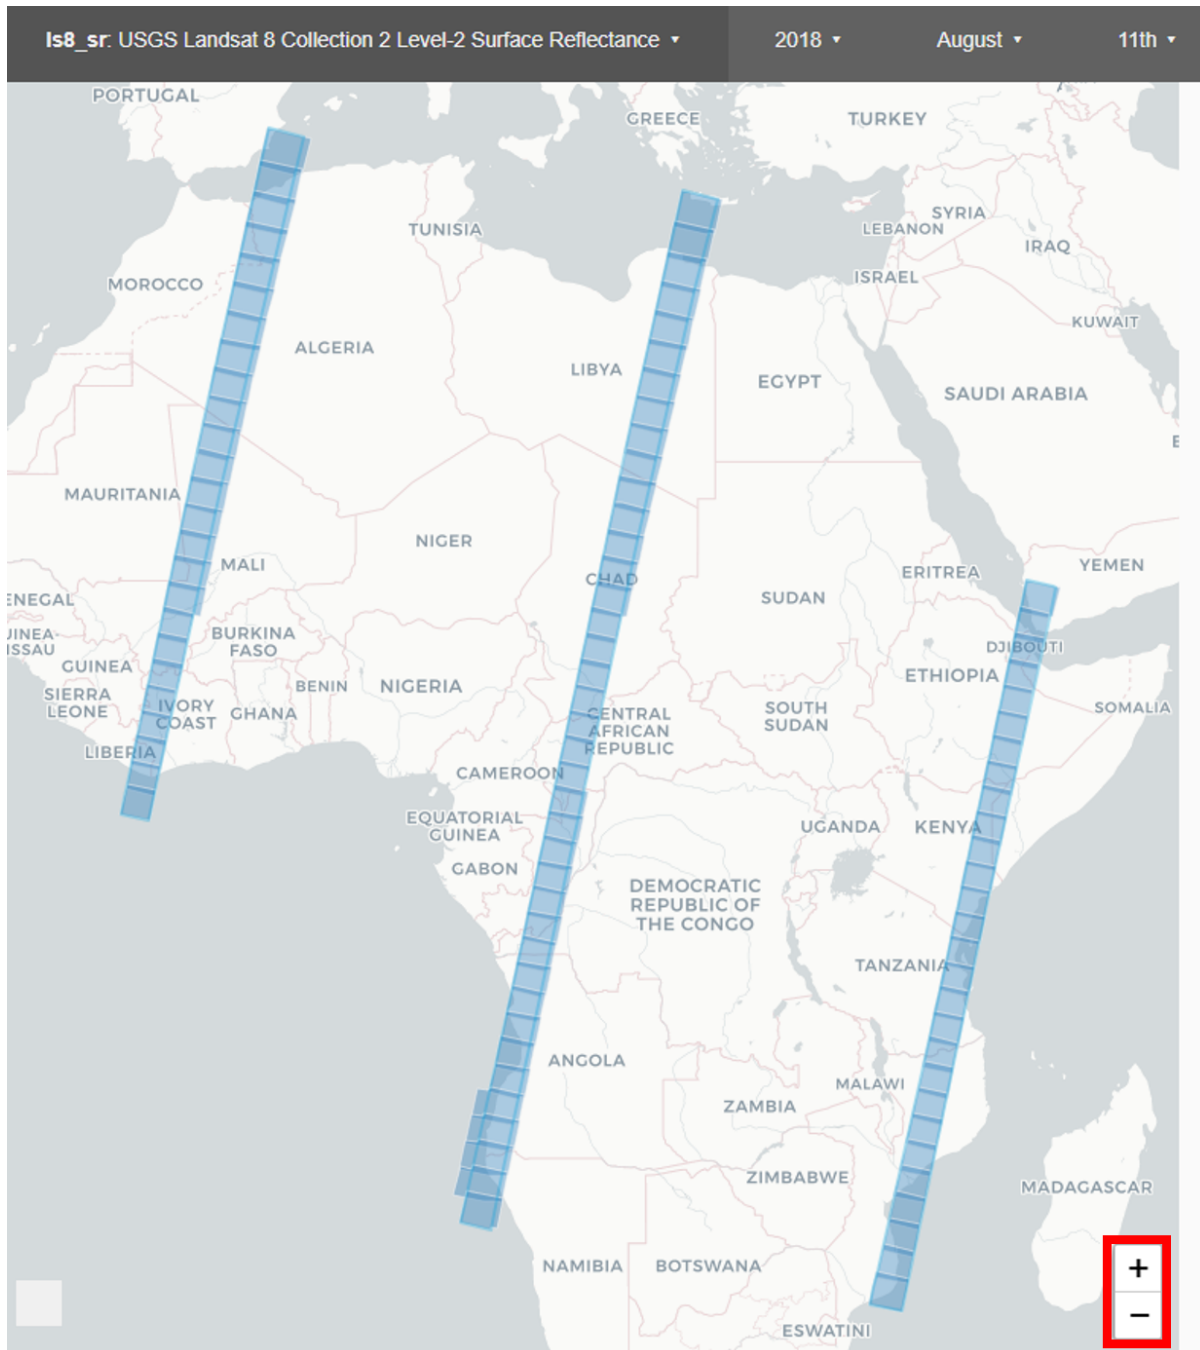 ls8_sr: USGS Landsat 8 Collection 2 Level-2 Surface Reflectance ▾ 2018 ▾ August ▾ 11th ▾
PORTUGAL
GREECE
TURKEY
SYRIA
TUNISIA
LEBANON
IRAQ
MOROCCO
ISRAEL
KUWAIT
ALGERIA
LIBYA
EGYPT
SAUDI ARABIA
E
MAURITANIA
NIGER
MALI
CHAD
ERITREA
YEMEN
ENEGAL
SUDAN
UINEA-
ISSAU
BURKINA
FASO
DJIBOUTI
GUINEA
ETHIOPIA
BENIN
NIGERIA
SIERRA
LEONE
IVORY
COAST
GHANA
CENTRAL
AFRICAN
REPUBLIC
SOUTH
SUDAN
SOMALIA
LIBERIA
CAMEROON
EQUATORIAL
GUINEA
UGANDA
KENYA
GABON
DEMOCRATIC
REPUBLIC OF
THE CONGO
TANZANIA
ANGOLA
MALAWI
ZAMBIA
ZIMBABWE
MADAGASCAR
NAMIBIA
BOTSWANA
+
−
ESWATINI